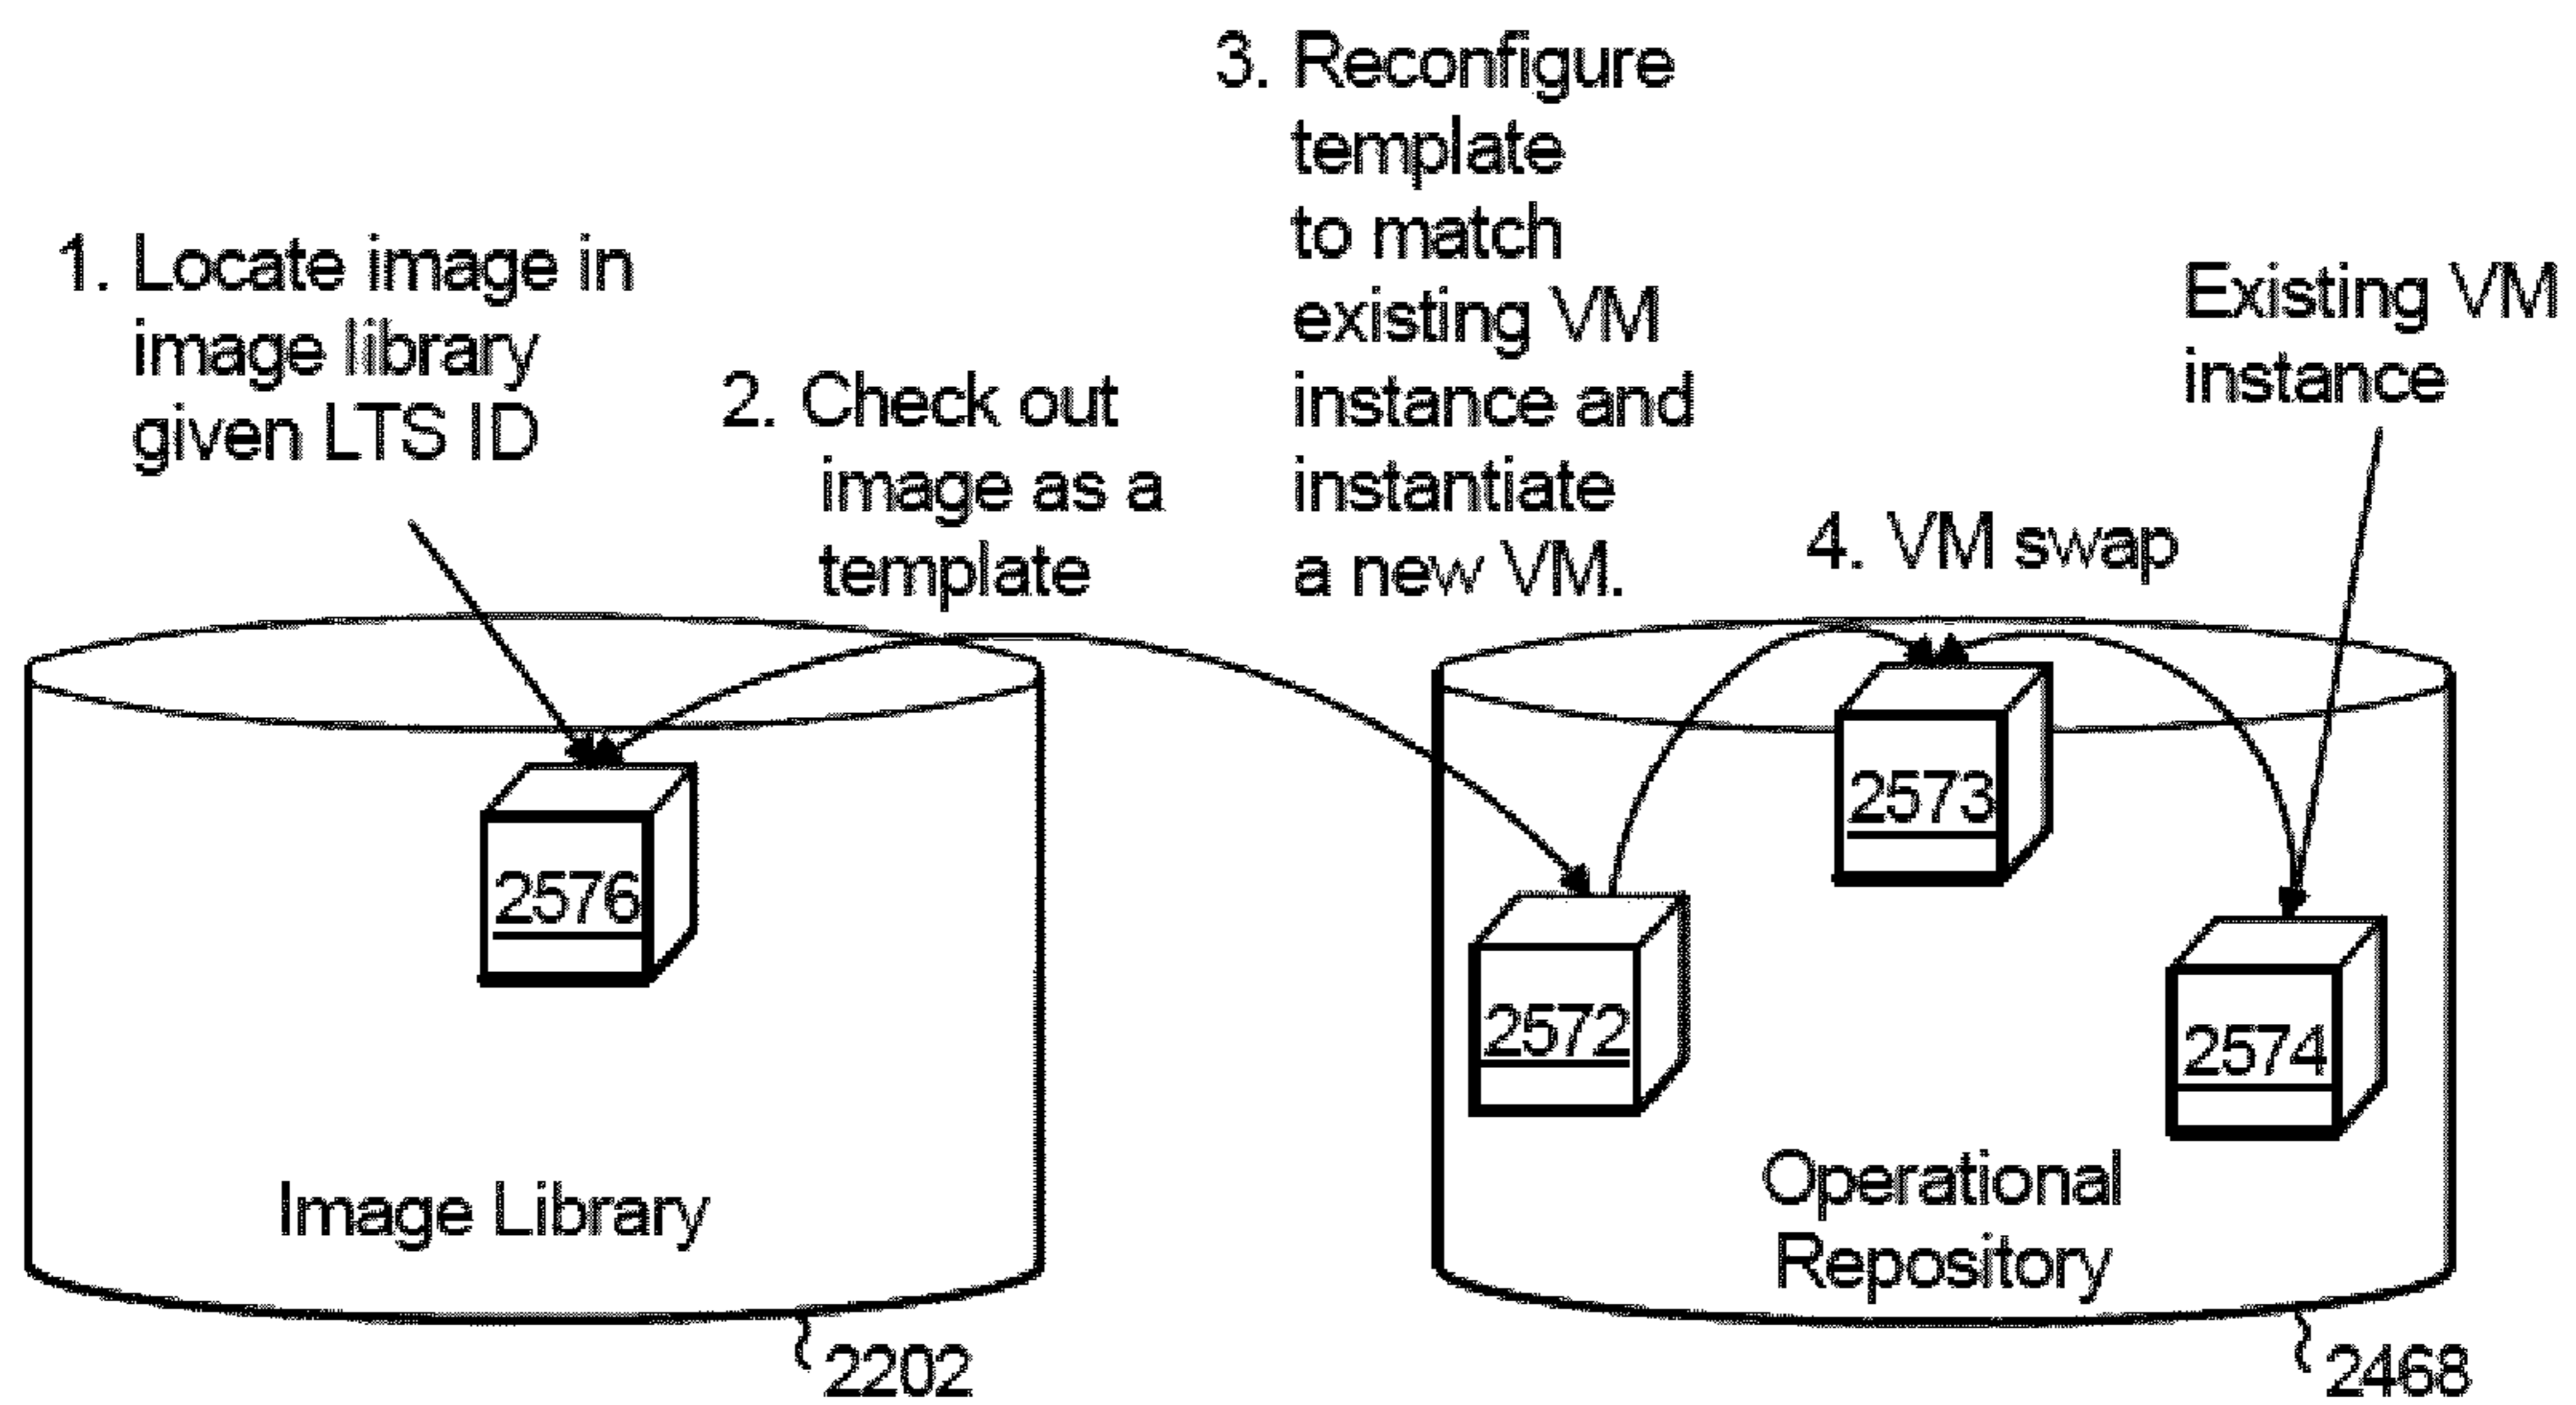 1. Locate image in
image library
given LTS ID
2. Check out
image as a
template
3. Reconfigure
template
to match
existing VM
instance and
instantiate
a new VM.
4. VM swap
Existing VM
instance
2576
2573
2572
2574
Image Library
Operational
Repository
2202
2468